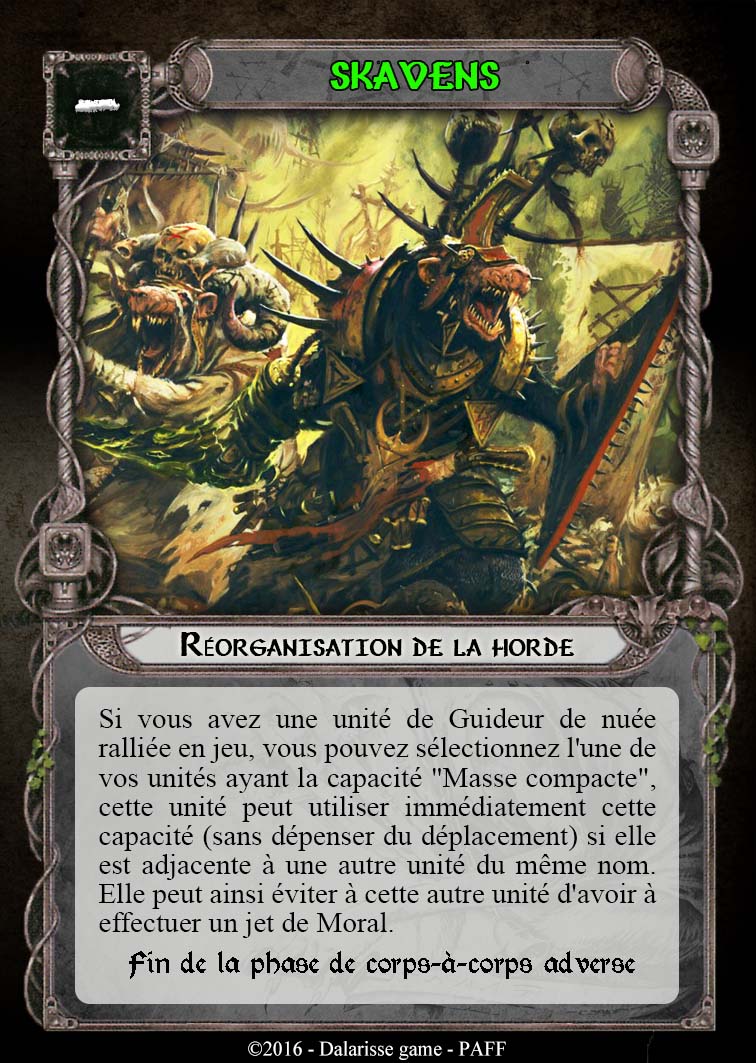 SKAVENS
-
Réorganisation de la horde
Si vous avez une unité de Guideur de nuée
ralliée en jeu, vous pouvez sélectionnez l'une de
vos unités ayant la capacité "Masse compacte",
cette unité peut utiliser immédiatement cette
capacité (sans dépenser du déplacement) si elle
est adjacente à une autre unité du même nom.
Elle peut ainsi éviter à cette autre unité d'avoir à
effectuer un jet de Moral.
Fin de la phase de corps-à-corps adverse
©2016 - Dalarisse game - PAFF